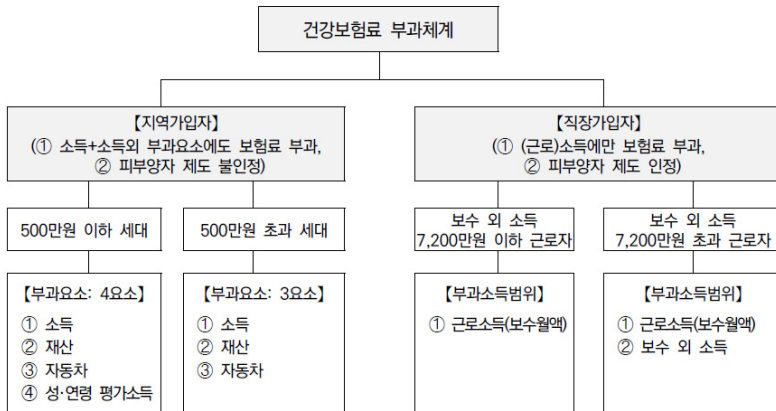 건강보험료 부과체계
【지역가입자】
(① 소득+소득외 부과요소에도 보험료 부과,
② 피부양자 제도 불인정)
【직장가입자】
(① (근로)소득에만 보험료 부과,
② 피부양자 제도 인정)
500만원 이하 세대
500만원 초과 세대
보수 외 소득
7,200만원 이하 근로자
보수 외 소득
7,200만원 초과 근로자
【부과요소: 4요소】
① 소득
② 재산
③ 자동차
④ 성·연령 평가소득
【부과요소: 3요소】
① 소득
② 재산
③ 자동차
【부과소득범위】
① 근로소득(보수월액)
【부과소득범위】
① 근로소득(보수월액)
② 보수 외 소득